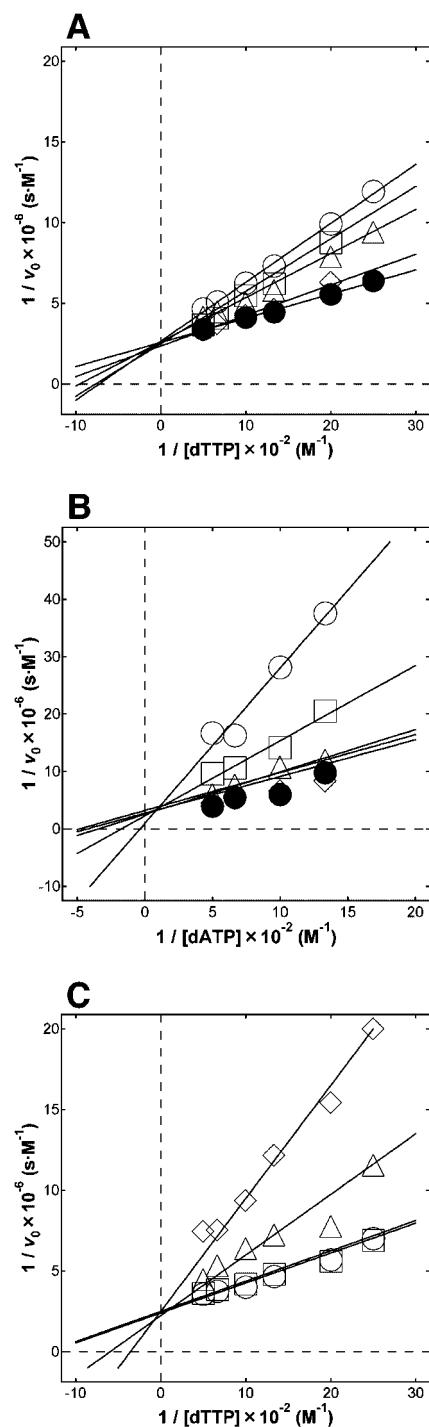 A
1 / v₀ × 10⁻⁶ (s·M⁻¹)
20
15
10
5
0
-10 0 10 20 30
1 / [dTTP] × 10⁻² (M⁻¹)
B
1 / v₀ × 10⁻⁶ (s·M⁻¹)
50
40
30
20
10
0
-10
-5 0 5 10 15 20
1 / [dATP] × 10⁻² (M⁻¹)
C
1 / v₀ × 10⁻⁶ (s·M⁻¹)
20
15
10
5
0
-10 0 10 20 30
1 / [dTTP] × 10⁻² (M⁻¹)